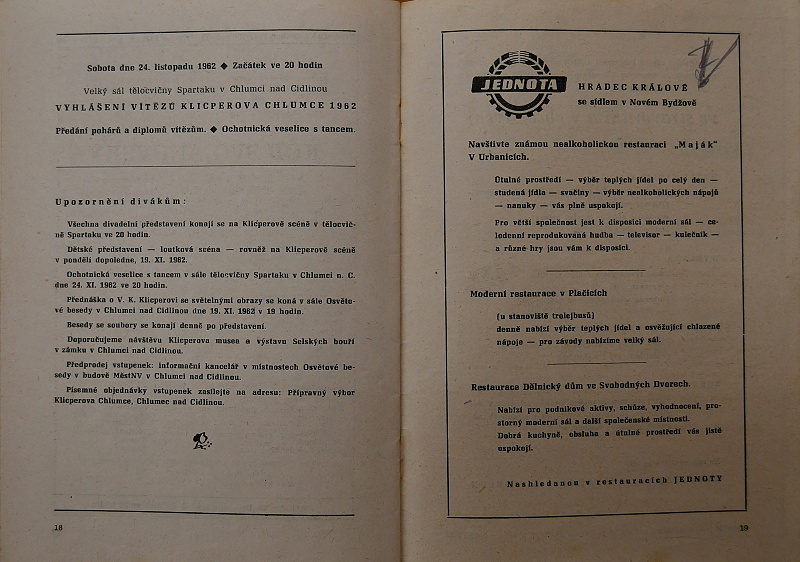 Sobota dne 24. listopadu 1962 ◆ Začátek ve 20 hodin
Velký sál tělocvičny Spartaku v Chlumci nad Cidlinou
VYHLÁŠENÍ VÍTĚZŮ KLICPEROVA CHLUMCE 1962
Předání pohárů a diplomů vítězům. ◆ Ochotnická veselice s tancem.
Upozornění divákům:
Všechna divadelní představení konají se na Klicperově scéně v tělocvič-
ně Spartaku ve 20 hodin.
Dětské představení — loutková scéna — rovněž na Klicperově scéně
v pondělí dopoledne, 19. XI. 1962.
Ochotnická veselice s tancem v sále tělocvičny Spartaku v Chlumci n. C.
dne 24. XI. 1962 ve 20 hodin.
Přednáška o V. K. Klicperovi se světelnými obrazy se koná v sále Osvěto-
vé besedy v Chlumci nad Cidlinou dne 19. XI. 1962 v 19 hodin.
Besedy se soubory se konají denně po představení.
Doporučujeme návštěvu Klicperova musea a výstavu Selských bouří
v zámku v Chlumci nad Cidlinou.
Předprodej vstupenek: informační kancelář v místnostech Osvětové be-
sedy v budově MěstNV v Chlumci nad Cidlinou.
Písemné objednávky vstupenek zasílejte na adresu: Přípravný výbor
Klicperova Chlumce, Chlumec nad Cidlinou.
18
JEDNOTA
HRADEC KRÁLOVÉ
se sídlem v Novém Bydžově
Navštivte známou nealkoholickou restauraci „Maják"
V Urbanicích.
Útulné prostředí — výběr teplých jídel po celý den —
studená jídla — svačiny — výběr nealkoholických nápojů
— nanuky — vás plně uspokojí.
Pro větší společnost jest k disposici moderní sál — ce-
lodenní reprodukovaná hudba — televisor — kulečník —
a různé hry jsou vám k disposici.
Moderní restaurace v Plačicích
(u stanoviště trolejbusů)
denně nabízí výběr teplých jídel a osvěžující chlazené
nápoje — pro závody nabízíme velký sál.
Restaurace Dělnický dům ve Svobodných Dvorech.
Nabízí pro podnikové aktivy, schůze, vyhodnocení, pro-
storný moderní sál a další společenské místnosti.
Dobrá kuchyně, obsluha a útulné prostředí vás jistě
uspokojí.
Nashledanou v restauracích JEDNOTY
19